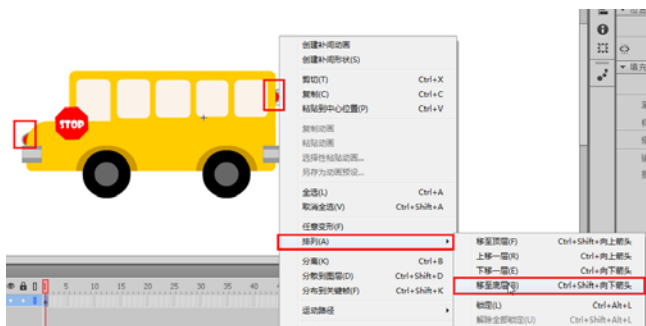 STOP
创建补间动画
创建补间形状(S)
剪切(T) Ctrl+X
复制(C) Ctrl+C
粘贴到中心位置(P) Ctrl+V
复制动画
粘贴动画
选择性粘贴动画...
另存为动画预设...
全选(L) Ctrl+A
取消全选(V) Ctrl+Shift+A
任意变形(F)
排列(A)
分离(K) Ctrl+B
分散到图层(D) Ctrl+Shift+D
分布到关键帧(F) Ctrl+Shift+K
运动路径
移至顶层(F) Ctrl+Shift+向上箭头
上移一层(R) Ctrl+向上箭头
下移一层(E) Ctrl+向下箭头
移至底层(B) Ctrl+Shift+向下箭头
锁定(L) Ctrl+Alt+L
解除全部锁定(U) Ctrl+Shift+Alt+L
5 10 15 20 25 30 35 40
填充